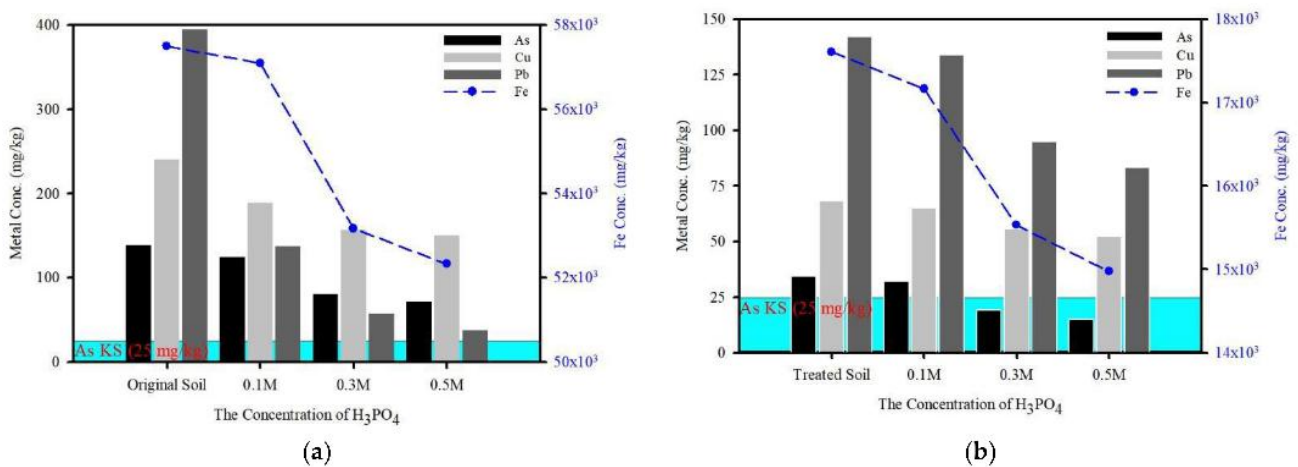 400
300
200
100
0
Metal Conc. (mg/kg)
As
Cu
Pb
Fe
58x10³
56x10³
53x10³
52x10³
50x10³
Fe Conc. (mg/kg)
As KS (25 mg/kg)
Original Soil 0.1M 0.3M 0.5M
The Concentration of H₃PO₄
(a)
150
125
100
75
50
25
0
Metal Conc. (mg/kg)
As
Cu
Pb
Fe
18x10³
17x10³
16x10³
15x10³
14x10³
Fe Conc. (mg/kg)
As KS (25 mg/kg)
Treated Soil 0.1M 0.3M 0.5M
The Concentration of H₃PO₄
(b)